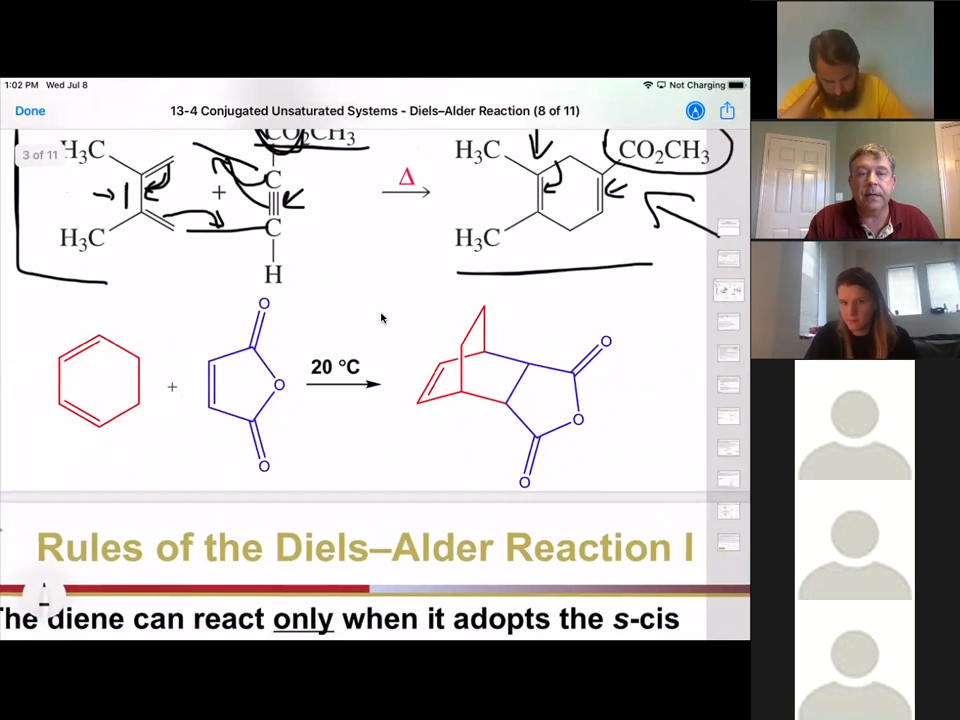 1:02 PM Wed Jul 8
Not Charging
Done
13-4 Conjugated Unsaturated Systems - Diels–Alder Reaction (8 of 11)
3 of 11
CO2CH3
H3C
H3C
+
C
C
H
Δ
H3C
H3C
CO2CH3
+
O
O
O
20 °C
O
O
O
Rules of the Diels–Alder Reaction I
The diene can react only when it adopts the s-cis